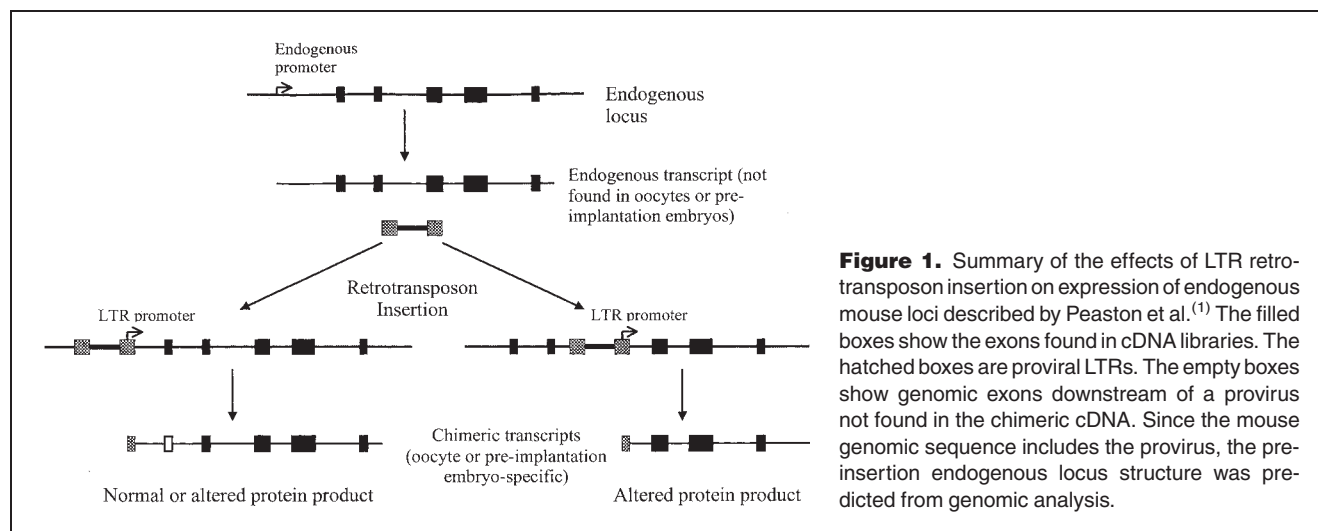 Endogenous
promoter
Endogenous
locus
Endogenous transcript (not
found in oocytes or pre-
implantation embryos)
Retrotransposon
Insertion
LTR promoter
LTR promoter
Chimeric transcripts
(oocyte or pre-implantation
embryo-specific)
Normal or altered protein product
Altered protein product
Figure 1. Summary of the effects of LTR retro-
transposon insertion on expression of endogenous
mouse loci described by Peaston et al.(1) The filled
boxes show the exons found in cDNA libraries. The
hatched boxes are proviral LTRs. The empty boxes
show genomic exons downstream of a provirus
not found in the chimeric cDNA. Since the mouse
genomic sequence includes the provirus, the pre-
insertion endogenous locus structure was pre-
dicted from genomic analysis.